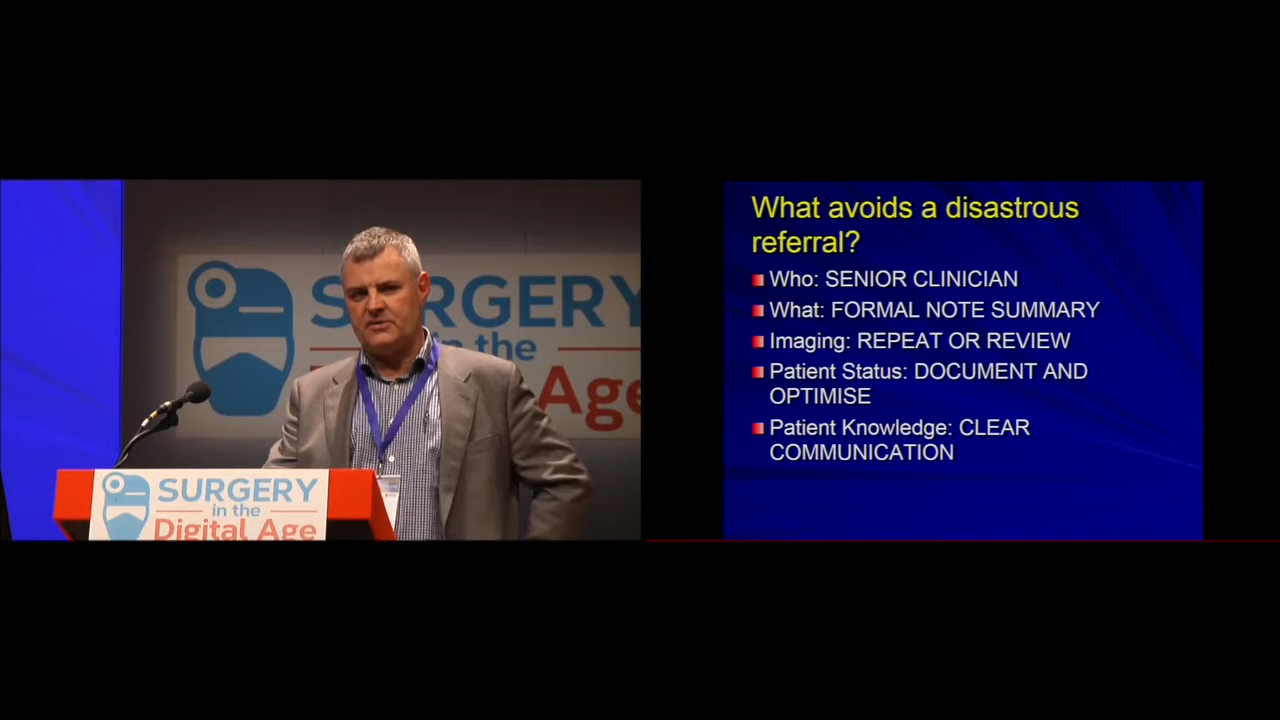 SURGERY
in the
Digital Age
SURGERY
in the
Digital Age
What avoids a disastrous
referral?
Who: SENIOR CLINICIAN
What: FORMAL NOTE SUMMARY
Imaging: REPEAT OR REVIEW
Patient Status: DOCUMENT AND
OPTIMISE
Patient Knowledge: CLEAR
COMMUNICATION